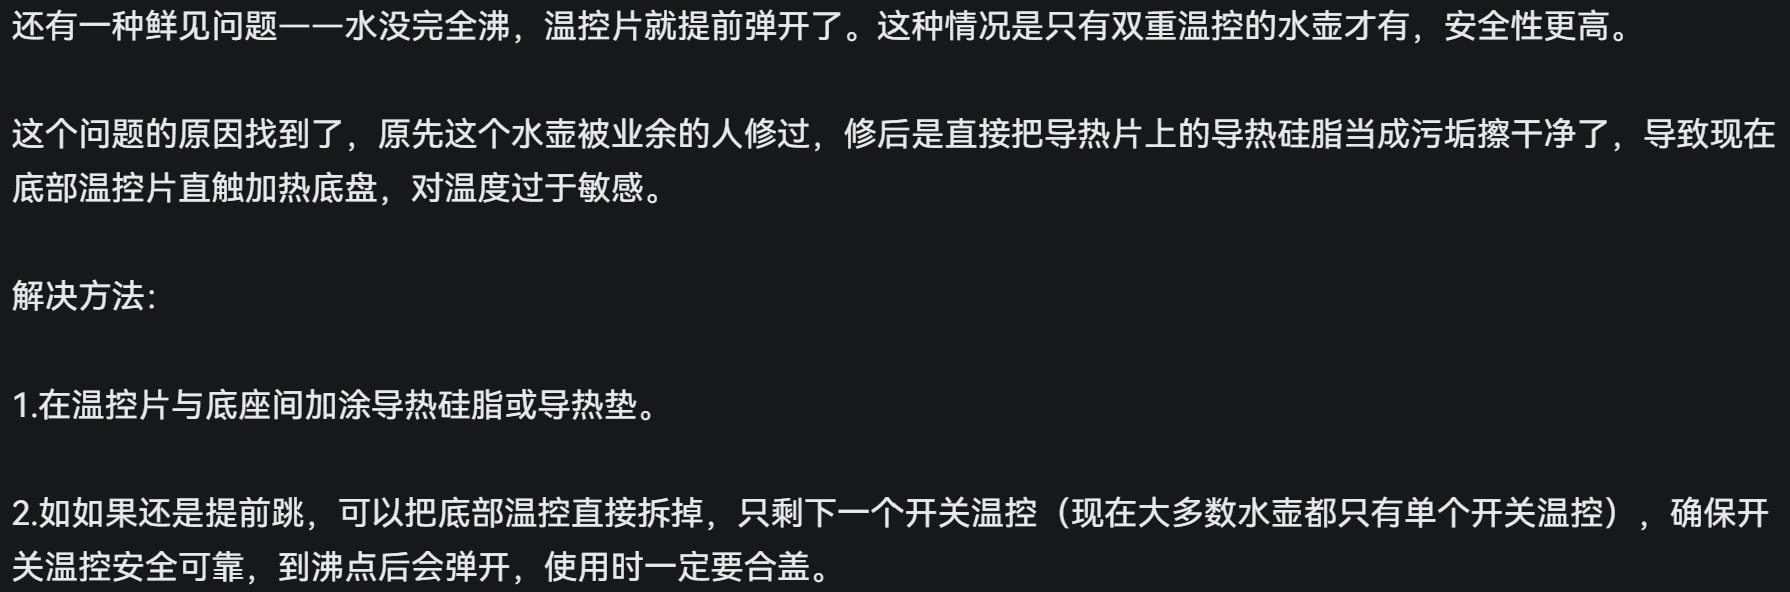 还有一种鲜见问题——水没完全沸，温控片就提前弹开了。这种情况是只有双重温控的水壶才有，安全性更高。
这个问题的原因找到了，原先这个水壶被业余的人修过，修后是直接把导热片上的导热硅脂当成污垢擦干净了，导致现在
底部温控片直触加热底盘，对温度过于敏感。
解决方法：
1.在温控片与底座间加涂导热硅脂或导热垫。
2.如如果还是提前跳，可以把底部温控直接拆掉，只剩下一个开关温控（现在大多数水壶都只有单个开关温控），确保开
关温控安全可靠，到沸点后会弹开，使用时一定要合盖。